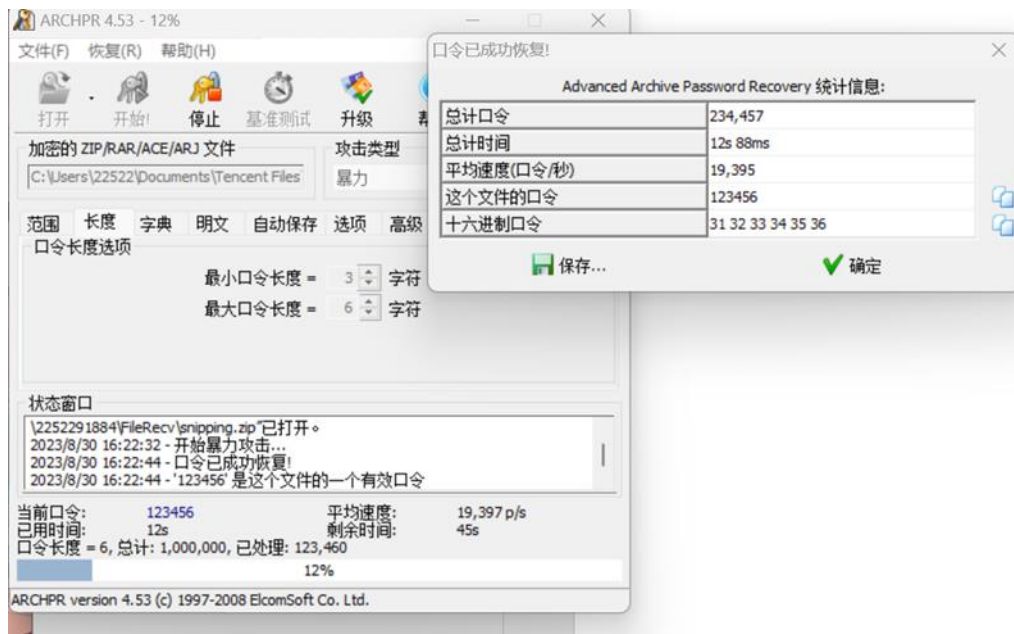 ARCHPR 4.53 - 12%
文件(F) 恢复(R) 帮助(H)
打开 开始! 停止 基准测试 升级
加密的 ZIP/RAR/ACE/ARJ 文件 攻击类型
C:\Users\22522\Documents\Tencent Files 暴力
范围 长度 字典 明文 自动保存 选项 高级
口令长度选项
最小口令长度 = 3 字符
最大口令长度 = 6 字符
状态窗口
\2252291884\FileRecv\snipping.zip"已打开。
2023/8/30 16:22:32 - 开始暴力攻击...
2023/8/30 16:22:44 - 口令已成功恢复!
2023/8/30 16:22:44 - '123456' 是这个文件的一个有效口令
当前口令: 123456 平均速度: 19,397 p/s
已用时间: 12s 剩余时间: 45s
口令长度 = 6, 总计: 1,000,000, 已处理: 123,460
12%
ARCHPR version 4.53 (c) 1997-2008 ElcomSoft Co. Ltd.
口令已成功恢复!
Advanced Archive Password Recovery 统计信息:
总计口令 234,457
总计时间 12s 88ms
平均速度(口令/秒) 19,395
这个文件的口令 123456
十六进制口令 31 32 33 34 35 36
保存... 确定